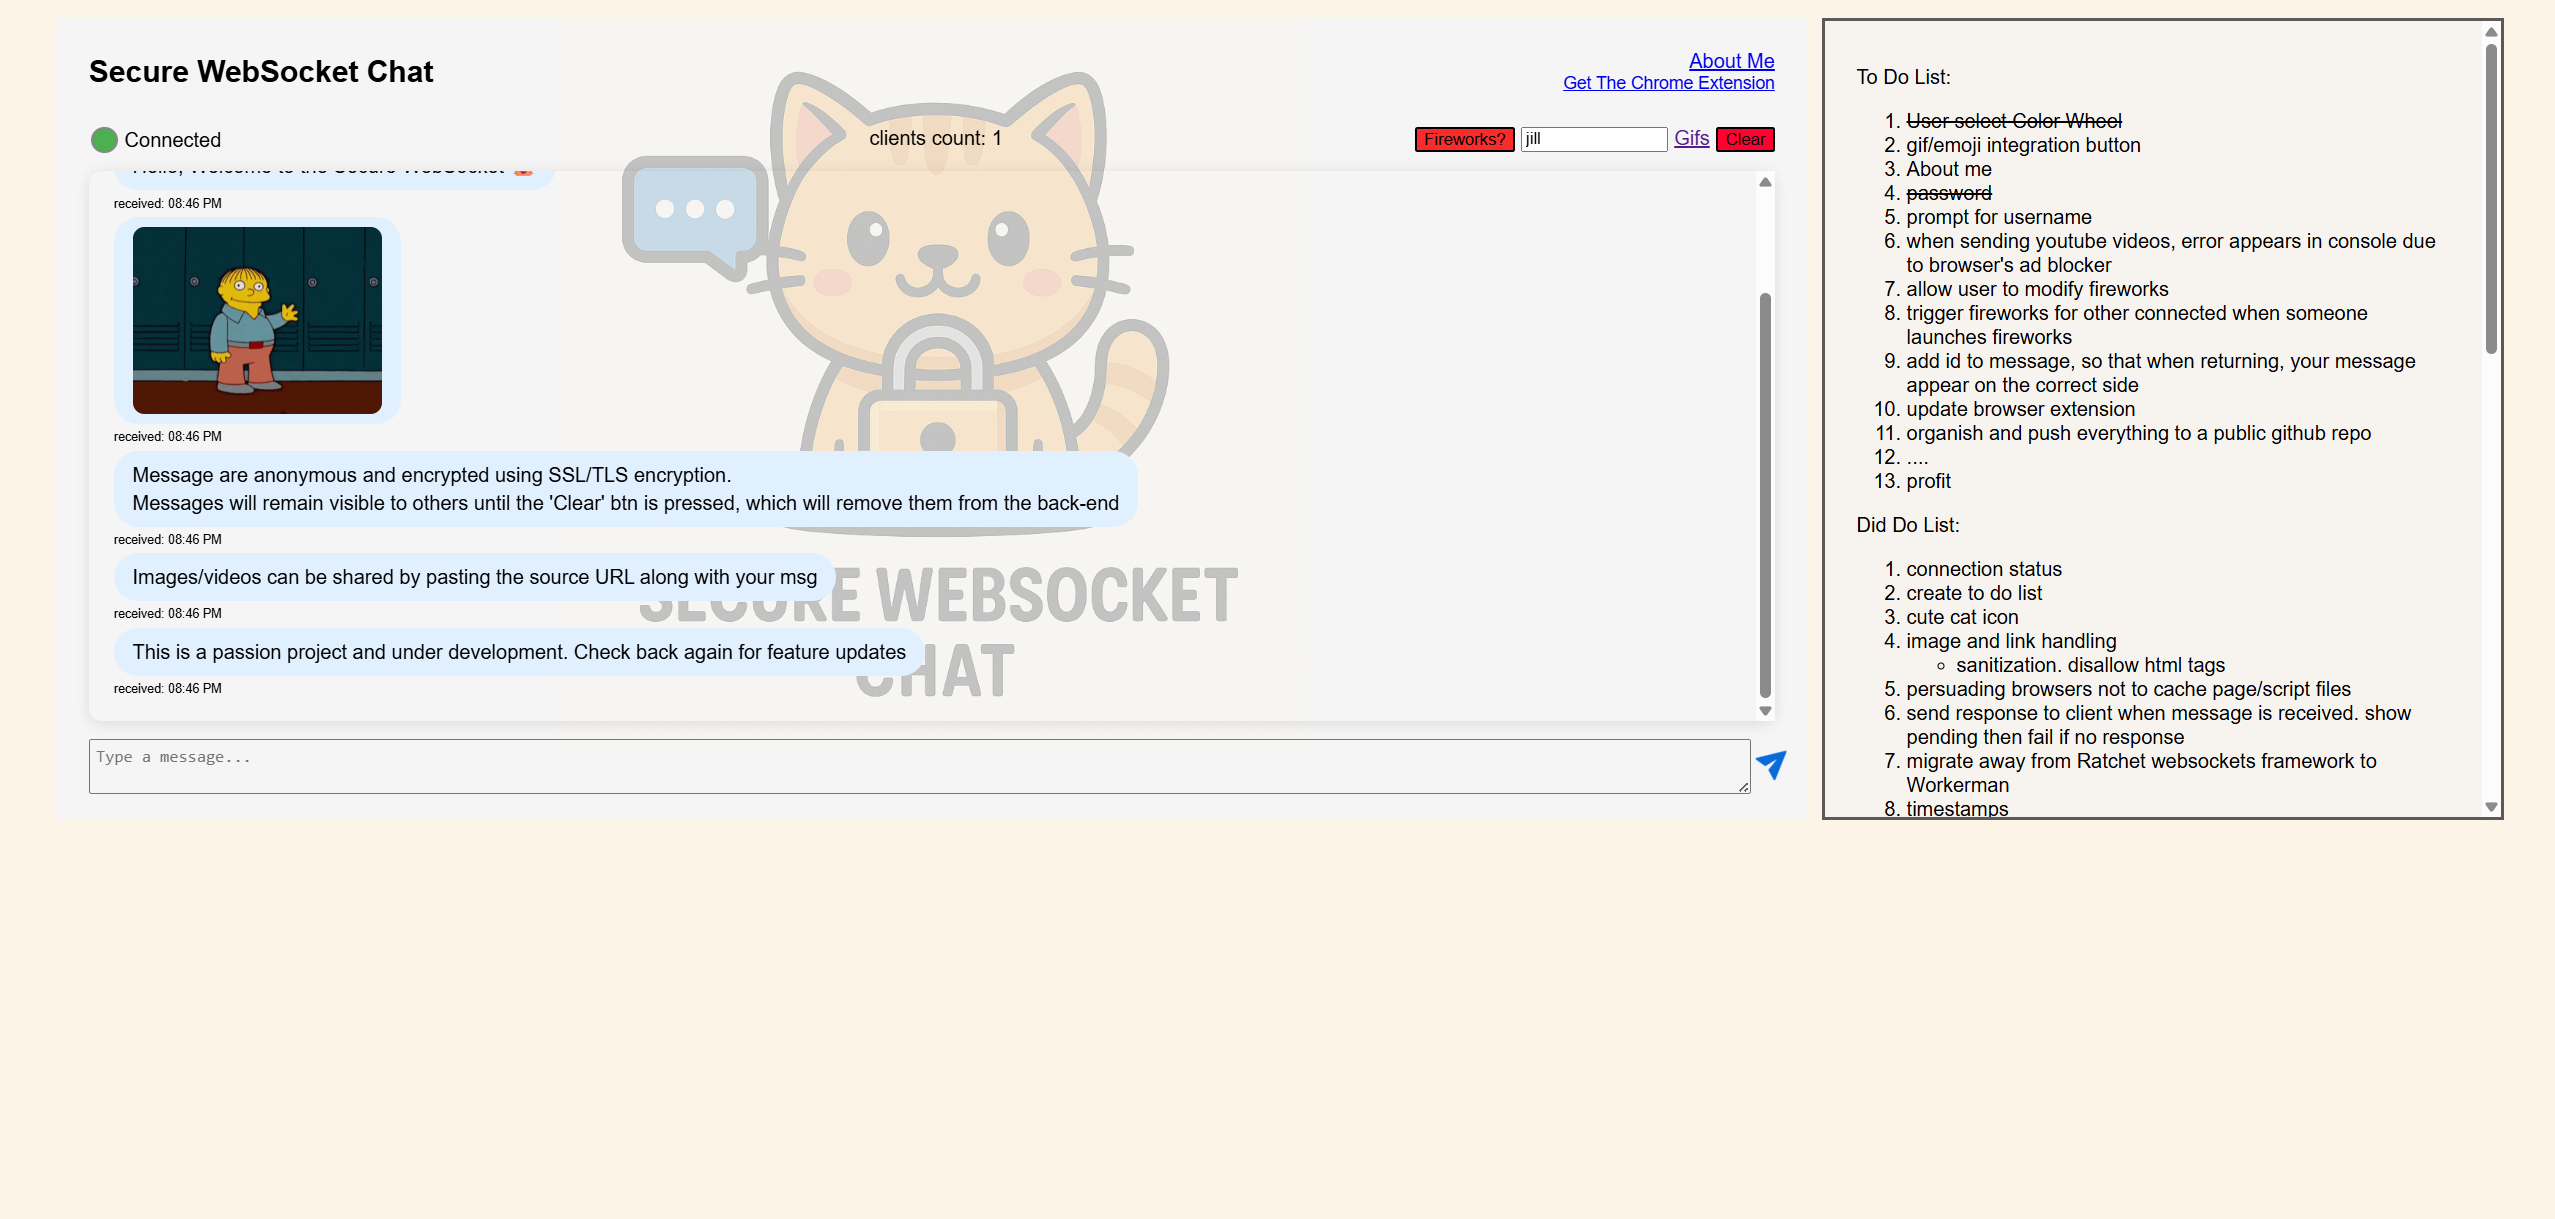 Secure WebSocket Chat
About Me
Get The Chrome Extension
Connected
clients count: 1
Fireworks?
jill
Gifs
Clear
Hello, Welcome to the Secure WebSocket
received: 08:46 PM
received: 08:46 PM
Message are anonymous and encrypted using SSL/TLS encryption.
Messages will remain visible to others until the 'Clear' btn is pressed, which will remove them from the back-end
received: 08:46 PM
Images/videos can be shared by pasting the source URL along with your msg
received: 08:46 PM
This is a passion project and under development. Check back again for feature updates
received: 08:46 PM
SECURE WEBSOCKET
CHAT
Type a message...
To Do List:
1. User select Color Wheel
2. gif/emoji integration button
3. About me
4. password
5. prompt for username
6. when sending youtube videos, error appears in console due
to browser's ad blocker
7. allow user to modify fireworks
8. trigger fireworks for other connected when someone
launches fireworks
9. add id to message, so that when returning, your message
appear on the correct side
10. update browser extension
11. organish and push everything to a public github repo
12. ....
13. profit
Did Do List:
1. connection status
2. create to do list
3. cute cat icon
4. image and link handling
sanitization. disallow html tags
5. persuading browsers not to cache page/script files
6. send response to client when message is received. show
pending then fail if no response
7. migrate away from Ratchet websockets framework to
Workerman
8. timestamps